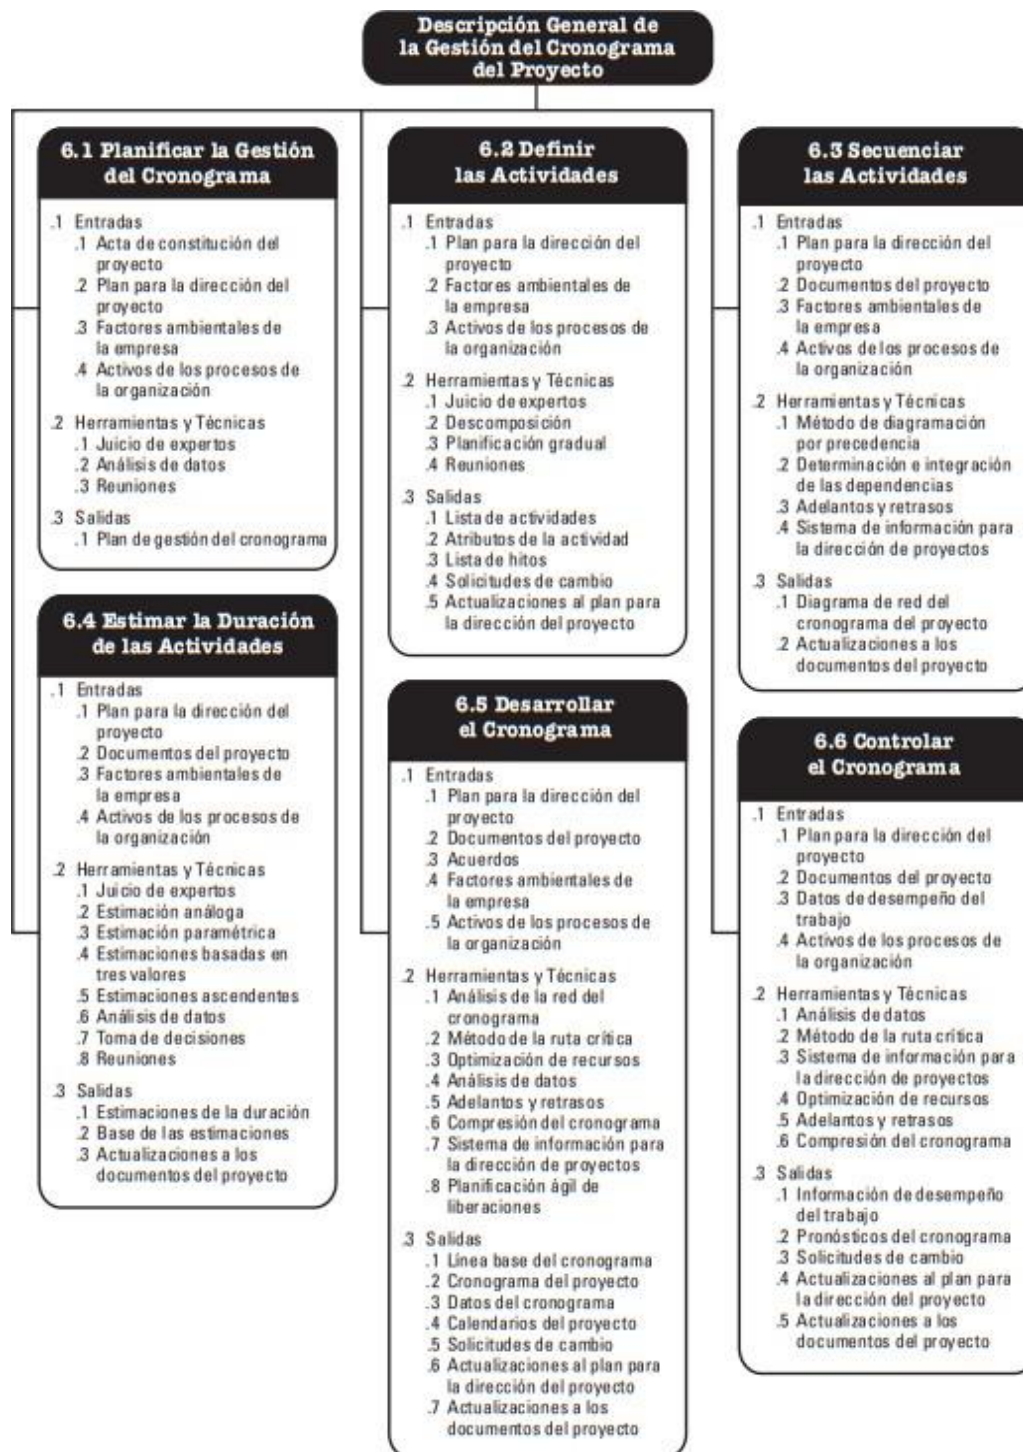 Descripción General de
la Gestión del Cronograma
del Proyecto
6.1 Planificar la Gestión
del Cronograma
.1 Entradas
.1 Acta de constitución del
proyecto
.2 Plan para la dirección del
proyecto
.3 Factores ambientales de
la empresa
.4 Activos de los procesos de
la organización
.2 Herramientas y Técnicas
.1 Juicio de expertos
.2 Análisis de datos
.3 Reuniones
.3 Salidas
.1 Plan de gestión del cronograma
6.2 Definir
las Actividades
.1 Entradas
.1 Plan para la dirección del
proyecto
.2 Factores ambientales de
la empresa
.3 Activos de los procesos de
la organización
.2 Herramientas y Técnicas
.1 Juicio de expertos
.2 Descomposición
.3 Planificación gradual
.4 Reuniones
.3 Salidas
.1 Lista de actividades
.2 Atributos de la actividad
.3 Lista de hitos
.4 Solicitudes de cambio
.5 Actualizaciones al plan para
la dirección del proyecto
6.3 Secuenciar
las Actividades
.1 Entradas
.1 Plan para la dirección del
proyecto
.2 Documentos del proyecto
.3 Factores ambientales de
la empresa
.4 Activos de los procesos de
la organización
.2 Herramientas y Técnicas
.1 Método de diagramación
por precedencia
.2 Determinación e integración
de las dependencias
.3 Adelantos y retrasos
.4 Sistema de información para
la dirección de proyectos
.3 Salidas
.1 Diagrama de red del
cronograma del proyecto
.2 Actualizaciones a los
documentos del proyecto
6.4 Estimar la Duración
de las Actividades
.1 Entradas
.1 Plan para la dirección del
proyecto
.2 Documentos del proyecto
.3 Factores ambientales de
la empresa
.4 Activos de los procesos de
la organización
.2 Herramientas y Técnicas
.1 Juicio de expertos
.2 Estimación análoga
.3 Estimación paramétrica
.4 Estimaciones basadas en
tres valores
.5 Estimaciones ascendentes
.6 Análisis de datos
.7 Toma de decisiones
.8 Reuniones
.3 Salidas
.1 Estimaciones de la duración
.2 Base de las estimaciones
.3 Actualizaciones a los
documentos del proyecto
6.5 Desarrollar
el Cronograma
.1 Entradas
.1 Plan para la dirección del
proyecto
.2 Documentos del proyecto
.3 Acuerdos
.4 Factores ambientales de
la empresa
.5 Activos de los procesos de
la organización
.2 Herramientas y Técnicas
.1 Análisis de la red del
cronograma
.2 Método de la ruta crítica
.3 Optimización de recursos
.4 Análisis de datos
.5 Adelantos y retrasos
.6 Compresión del cronograma
.7 Sistema de información para
la dirección de proyectos
.8 Planificación ágil de
liberaciones
.3 Salidas
.1 Línea base del cronograma
.2 Cronograma del proyecto
.3 Datos del cronograma
.4 Calendarios del proyecto
.5 Solicitudes de cambio
.6 Actualizaciones al plan para
la dirección del proyecto
.7 Actualizaciones a los
documentos del proyecto
6.6 Controlar
el Cronograma
.1 Entradas
.1 Plan para la dirección del
proyecto
.2 Documentos del proyecto
.3 Datos de desempeño del
trabajo
.4 Activos de los procesos de
la organización
.2 Herramientas y Técnicas
.1 Análisis de datos
.2 Método de la ruta crítica
.3 Sistema de información para
la dirección de proyectos
.4 Optimización de recursos
.5 Adelantos y retrasos
.6 Compresión del cronograma
.3 Salidas
.1 Información de desempeño
del trabajo
.2 Pronósticos del cronograma
.3 Solicitudes de cambio
.4 Actualizaciones al plan para
la dirección del proyecto
.5 Actualizaciones a los
documentos del proyecto